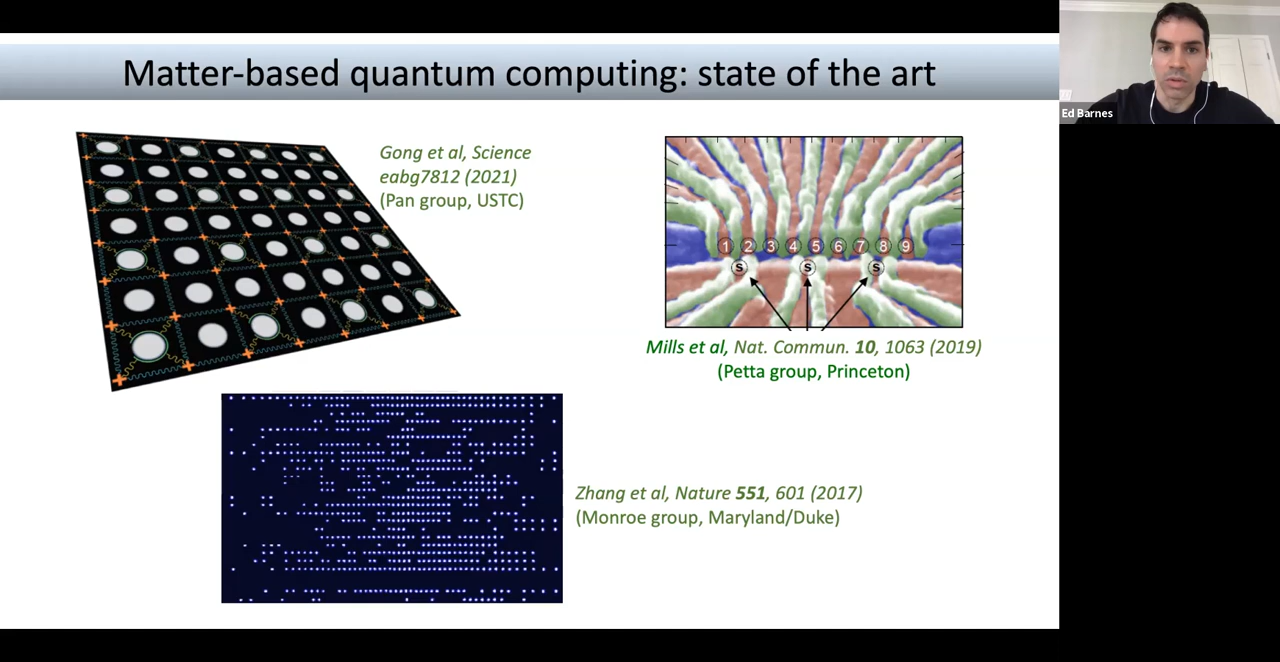 Matter-based quantum computing: state of the art
Gong et al, Science
eabg7812 (2021)
(Pan group, USTC)
1 2 3 4 5 6 7 8 9
S S S
Mills et al, Nat. Commun. 10, 1063 (2019)
(Petta group, Princeton)
Zhang et al, Nature 551, 601 (2017)
(Monroe group, Maryland/Duke)
Ed Barnes